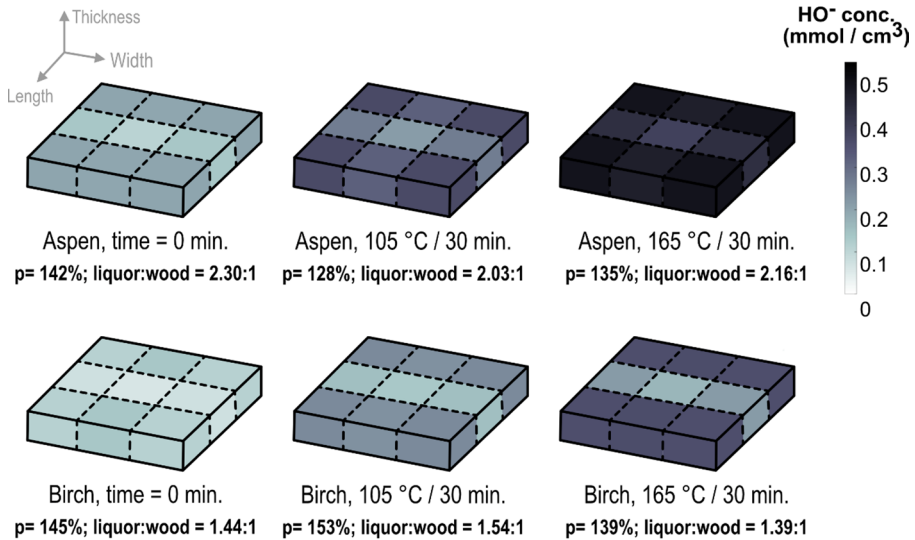 Thickness
Width
Length
HO⁻ conc.
(mmol / cm³)
0.5
0.4
0.3
0.2
0.1
0
Aspen, time = 0 min.
p= 142%; liquor:wood = 2.30:1
Aspen, 105 °C / 30 min.
p= 128%; liquor:wood = 2.03:1
Aspen, 165 °C / 30 min.
p= 135%; liquor:wood = 2.16:1
Birch, time = 0 min.
p= 145%; liquor:wood = 1.44:1
Birch, 105 °C / 30 min.
p= 153%; liquor:wood = 1.54:1
Birch, 165 °C / 30 min.
p= 139%; liquor:wood = 1.39:1